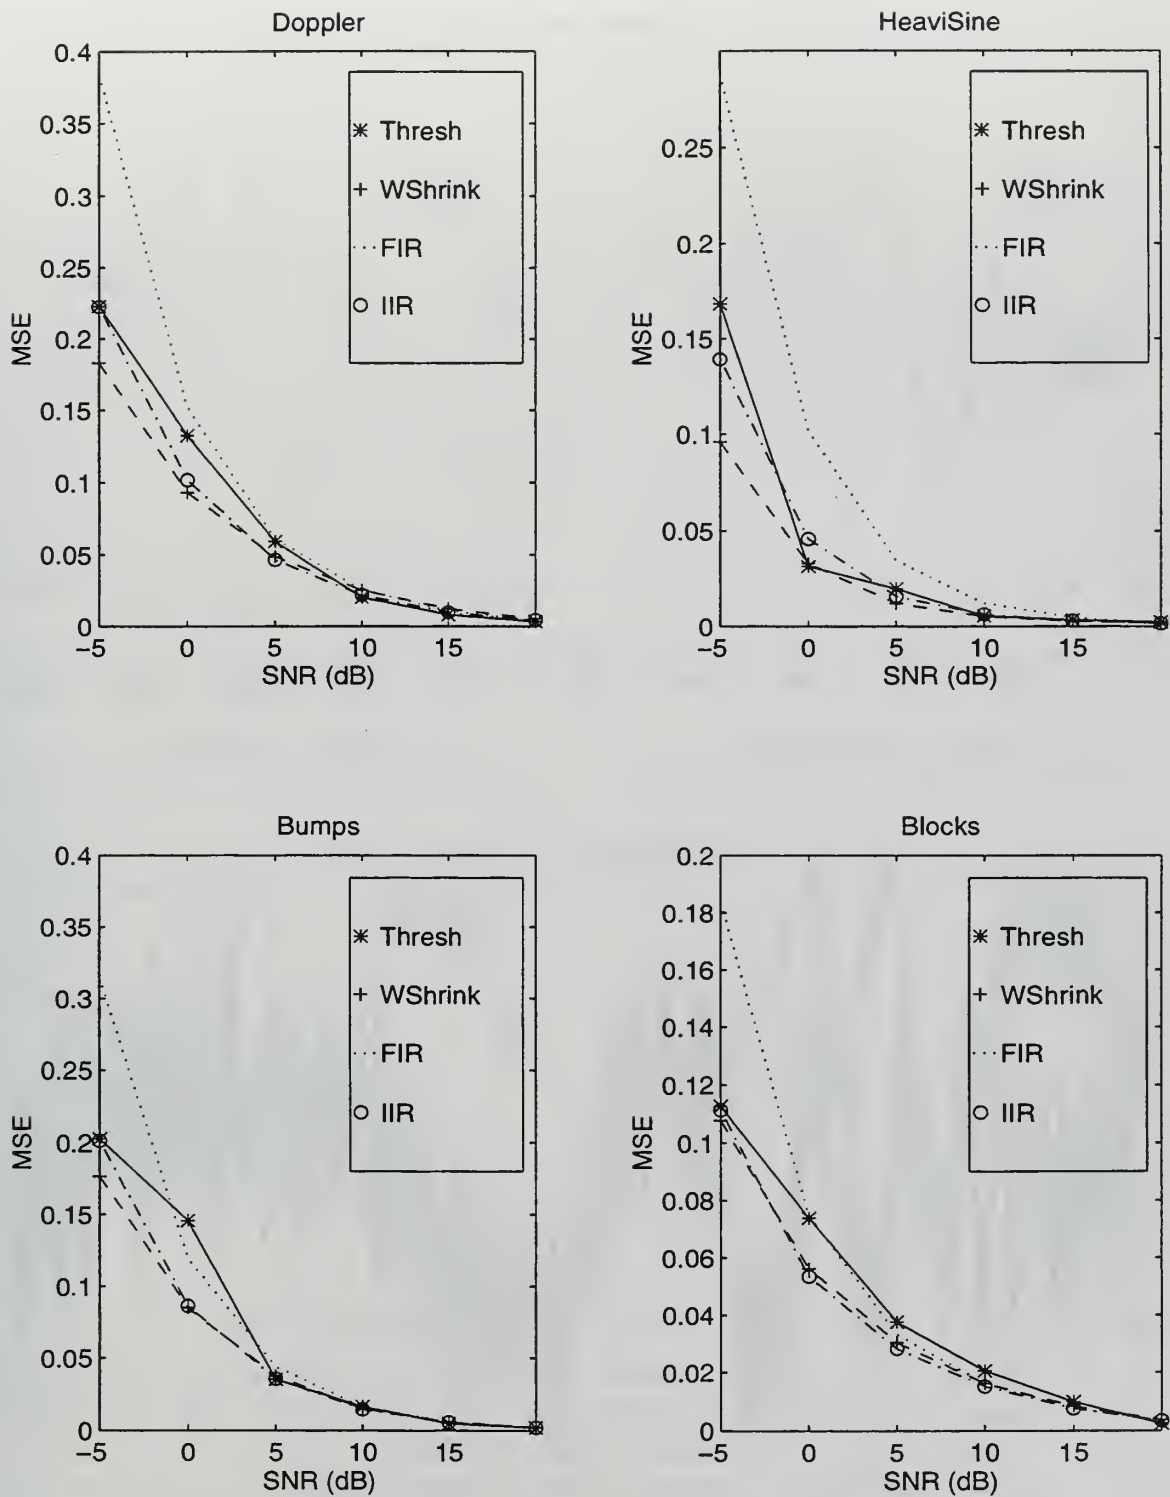 Doppler
0.4
0.35
0.3
0.25
0.2
0.15
0.1
0.05
0
MSE
Thresh
WShrink
FIR
IIR
-5 0 5 10 15
SNR (dB)
HeaviSine
0.25
0.2
0.15
0.1
0.05
0
MSE
Thresh
WShrink
FIR
IIR
-5 0 5 10 15
SNR (dB)
Bumps
0.4
0.35
0.3
0.25
0.2
0.15
0.1
0.05
0
MSE
Thresh
WShrink
FIR
IIR
-5 0 5 10 15
SNR (dB)
Blocks
0.2
0.18
0.16
0.14
0.12
0.1
0.08
0.06
0.04
0.02
0
MSE
Thresh
WShrink
FIR
IIR
-5 0 5 10 15
SNR (dB)